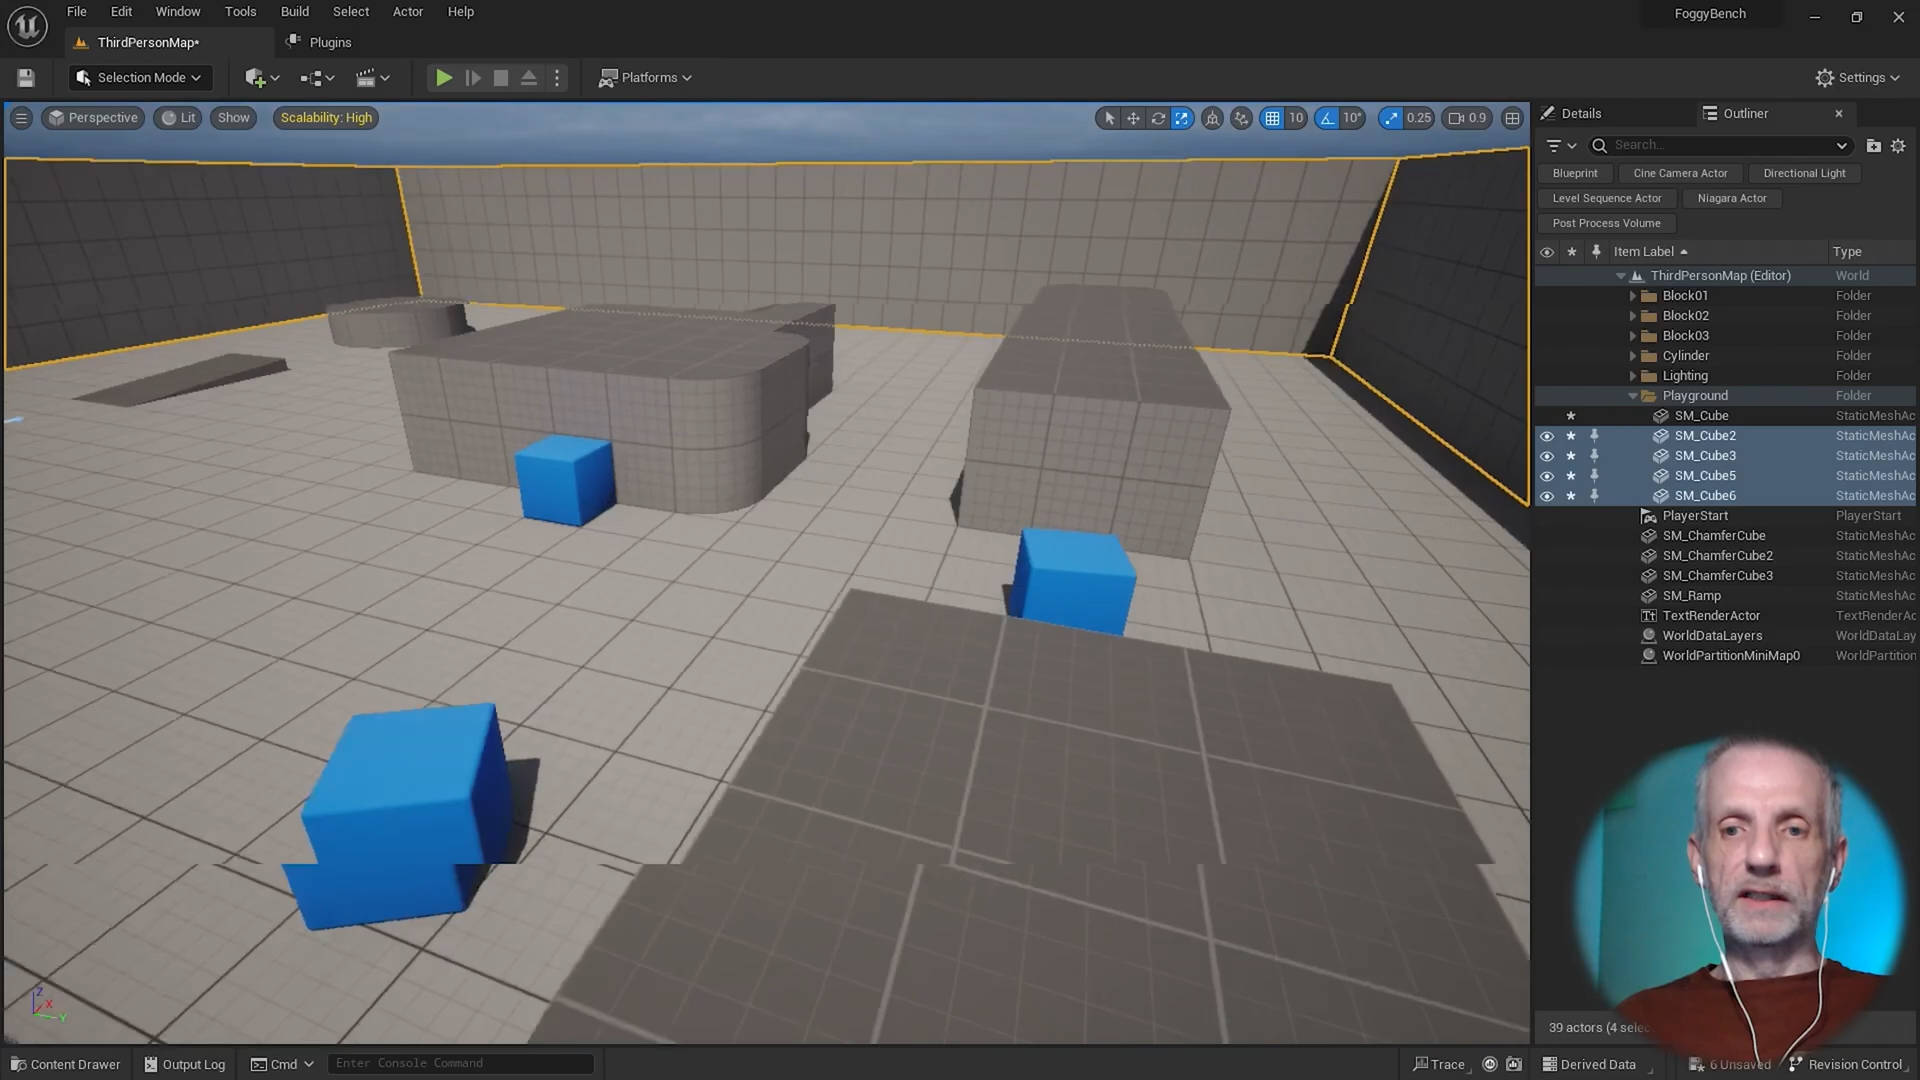 File Edit Window Tools Build Select Actor Help
FoggyBench
ThirdPersonMap*
Plugins
Selection Mode
Platforms
Settings
Perspective
Lit
Show
Scalability: High
10
10°
0.25
0.9
Details
Outliner
Search...
Blueprint
Cine Camera Actor
Directional Light
Level Sequence Actor
Niagara Actor
Post Process Volume
Item Label
Type
ThirdPersonMap (Editor) World
Block01 Folder
Block02 Folder
Block03 Folder
Cylinder Folder
Lighting Folder
Playground Folder
SM_Cube StaticMeshAc
SM_Cube2 StaticMeshAc
SM_Cube3 StaticMeshAc
SM_Cube5 StaticMeshAc
SM_Cube6 StaticMeshAc
PlayerStart PlayerStart
SM_ChamferCube StaticMeshAc
SM_ChamferCube2 StaticMeshAc
SM_ChamferCube3 StaticMeshAc
SM_Ramp StaticMeshAc
TextRenderActor TextRenderAc
WorldDataLayers WorldDataLay
WorldPartitionMiniMap0 WorldPartition
39 actors (4 selec
Z
X
Y
Content Drawer
Output Log
Cmd
Enter Console Command
Trace
Derived Data
6 Unsaved
Revision Control